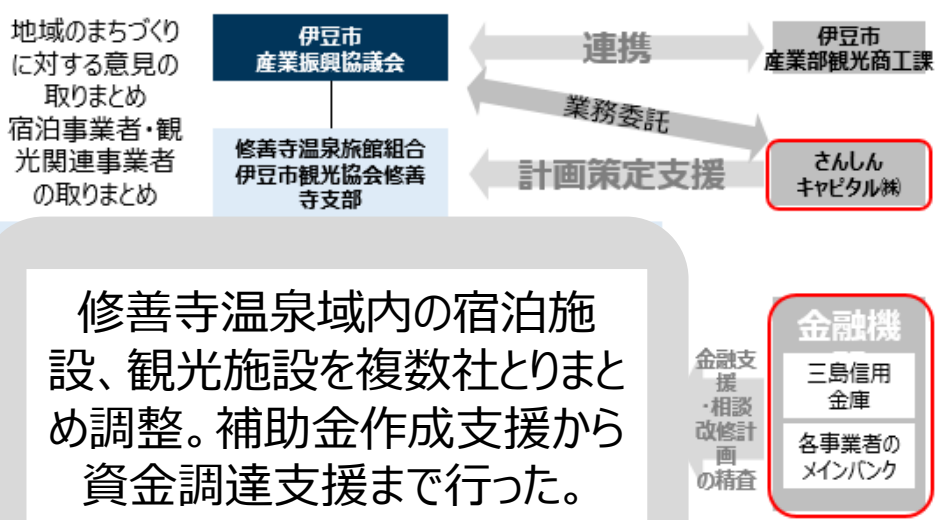 地域のまちづくり
に対する意見の
取りまとめ
宿泊事業者・観
光関連事業者
の取りまとめ
伊豆市
産業振興協議会
連携
伊豆市
産業部観光商工課
業務委託
修善寺温泉旅館組合
伊豆市観光協会修善
寺支部
計画策定支援
さんしん
キャピタル㈱
修善寺温泉域内の宿泊施
設、観光施設を複数社とりまと
め調整。補助金作成支援から
資金調達支援まで行った。
金融支
援
・相談
改修計
画
の精査
金融機
三島信用
金庫
各事業者の
メインバンク